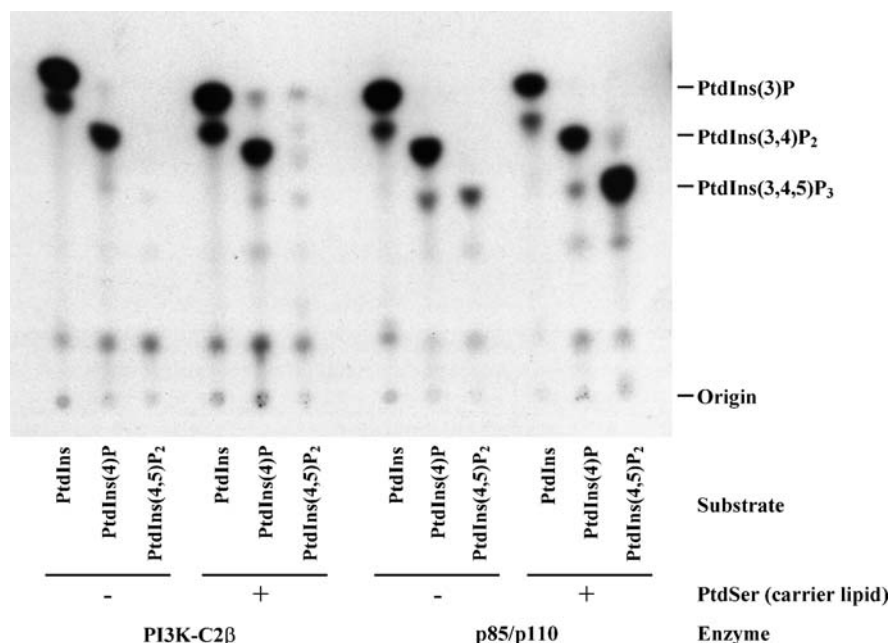 PtdIns(3)P
PtdIns(3,4)P₂
PtdIns(3,4,5)P₃
Origin
PtdIns PtdIns(4)P PtdIns(4,5)P₂ PtdIns PtdIns(4)P PtdIns(4,5)P₂ PtdIns PtdIns(4)P PtdIns(4,5)P₂ PtdIns PtdIns(4)P PtdIns(4,5)P₂ Substrate
- + - + PtdSer (carrier lipid)
PI3K-C2β p85/p110 Enzyme